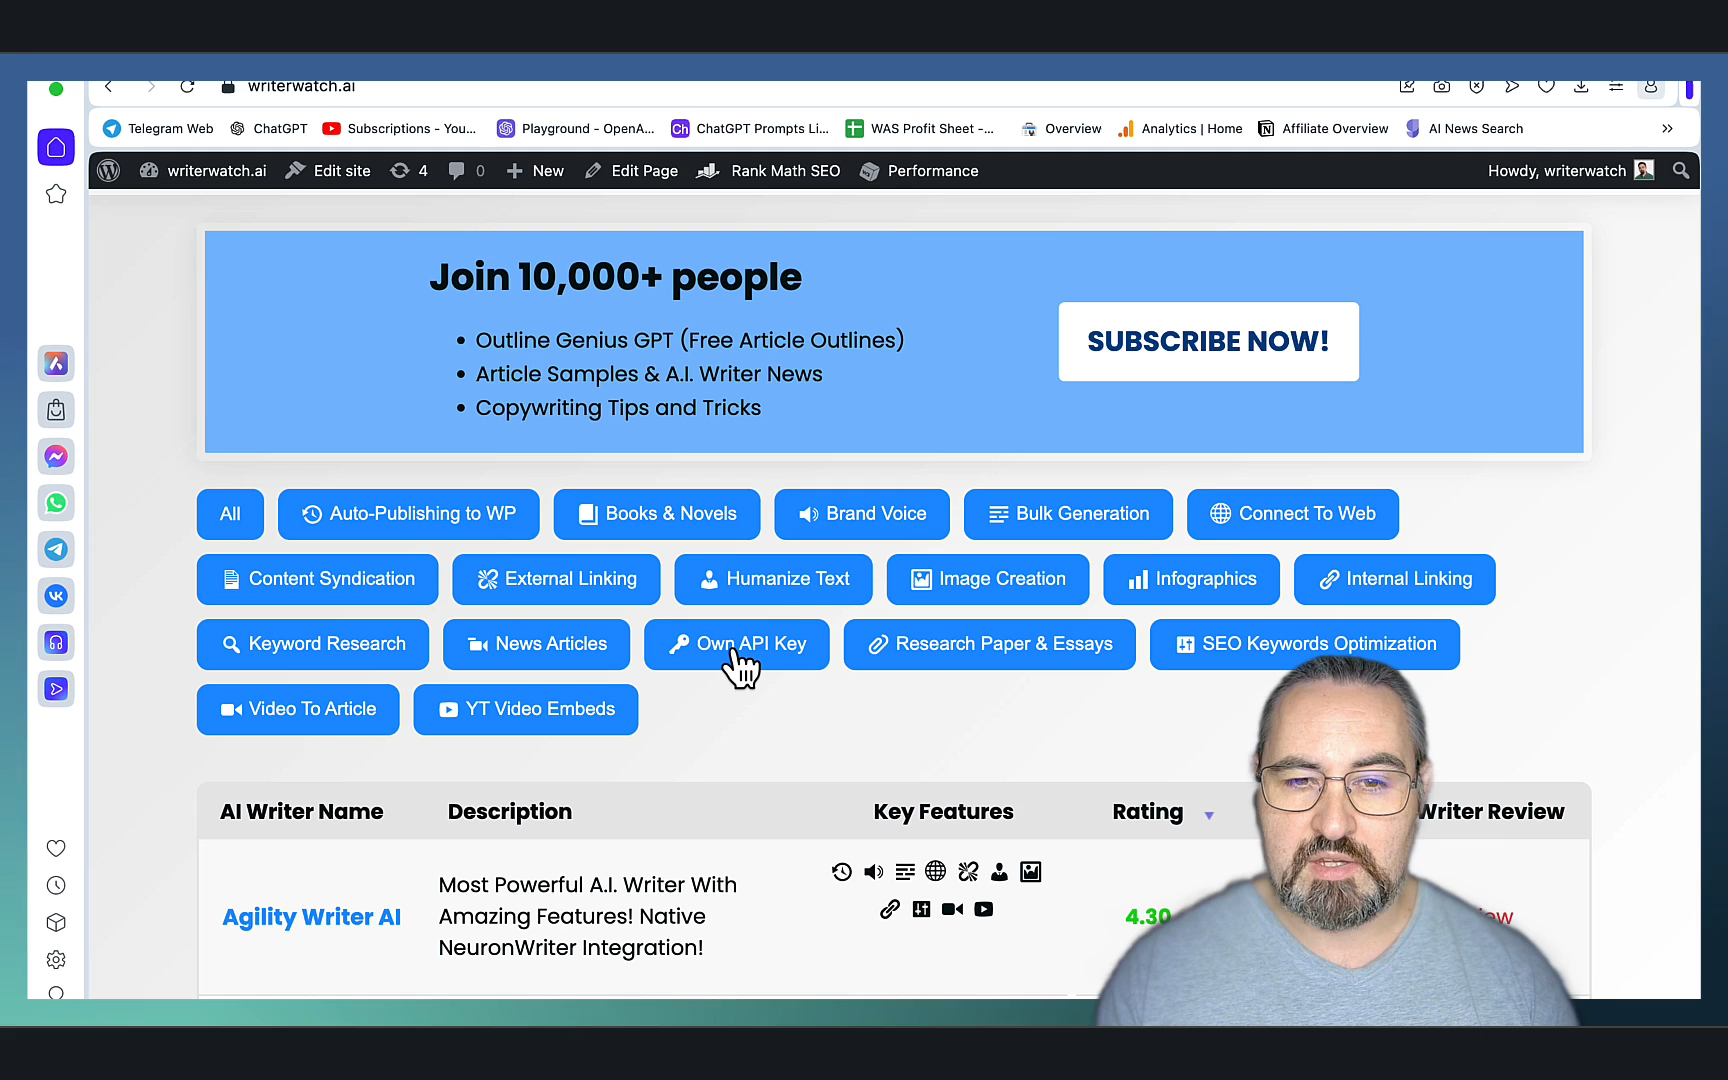 writerwatch.ai
Telegram Web ChatGPT Subscriptions - You... Playground - OpenA... ChatGPT Prompts Li... WAS Profit Sheet -... Overview Analytics | Home Affiliate Overview AI News Search
writerwatch.ai Edit site 4 0 New Edit Page Rank Math SEO Performance Howdy, writerwatch
Join 10,000+ people
• Outline Genius GPT (Free Article Outlines)
• Article Samples & A.I. Writer News
• Copywriting Tips and Tricks
SUBSCRIBE NOW!
All Auto-Publishing to WP Books & Novels Brand Voice Bulk Generation Connect To Web
Content Syndication External Linking Humanize Text Image Creation Infographics Internal Linking
Keyword Research News Articles Own API Key Research Paper & Essays SEO Keywords Optimization
Video To Article YT Video Embeds
AI Writer Name Description Key Features Rating Writer Review
Agility Writer AI
Most Powerful A.I. Writer With
Amazing Features! Native
NeuronWriter Integration!
4.30